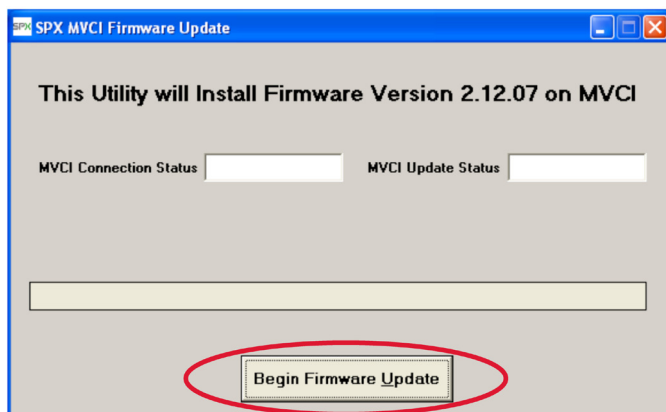 SPX SPX MVCI Firmware Update
This Utility will Install Firmware Version 2.12.07 on MVCI
MVCI Connection Status MVCI Update Status
Begin Firmware Update